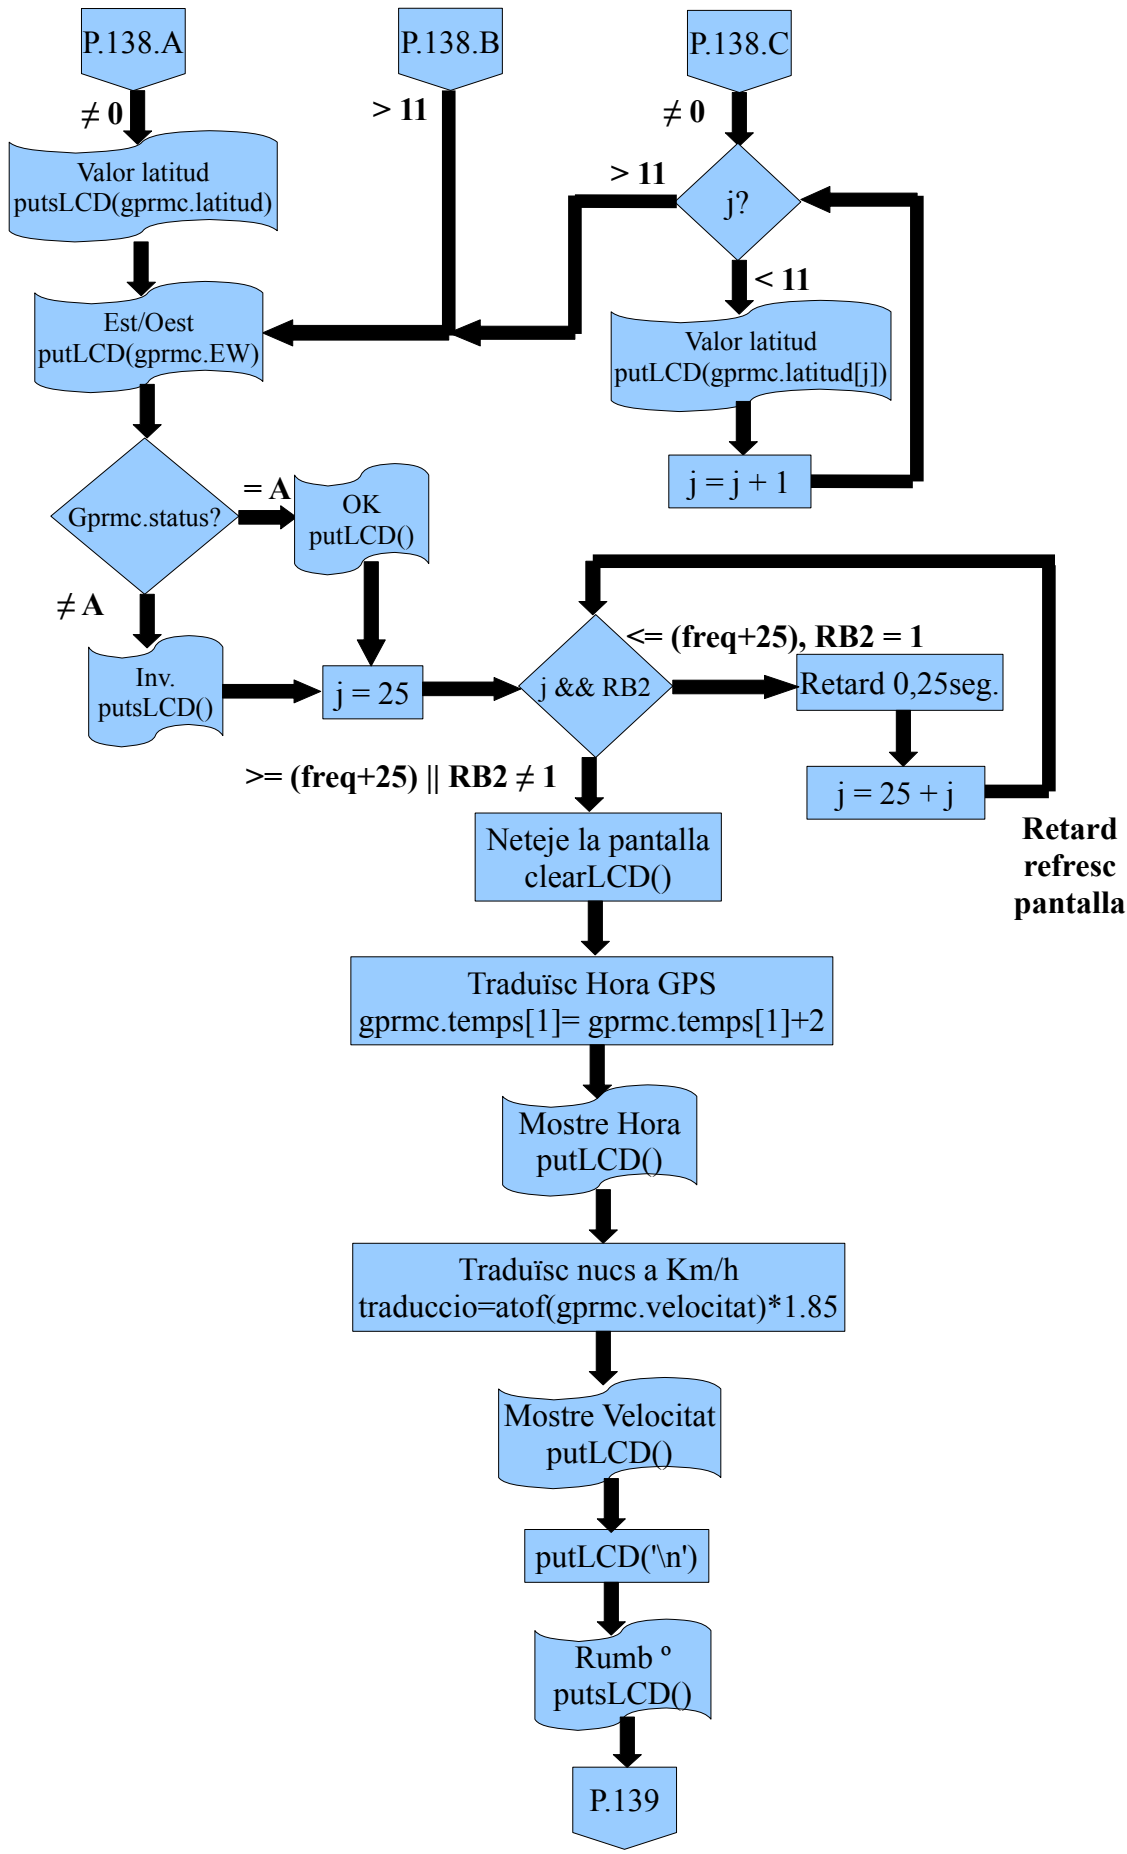 P.138.A
P.138.B
P.138.C
≠ 0
> 11
≠ 0
Valor latitud
putsLCD(gprmc.latitud)
> 11
j?
< 11
Est/Oest
putLCD(gprmc.EW)
Valor latitud
putLCD(gprmc.latitud[j])
j = j + 1
Gprmc.status?
= A
OK
putLCD()
≠ A
Inv.
putsLCD()
j = 25
j && RB2
<= (freq+25), RB2 = 1
Retard 0,25seg.
j = 25 + j
Retard
refresc
pantalla
>= (freq+25) || RB2 ≠ 1
Neteje la pantalla
clearLCD()
Traduïsc Hora GPS
gprmc.temps[1]= gprmc.temps[1]+2
Mostre Hora
putLCD()
Traduïsc nucs a Km/h
traduccio=atof(gprmc.velocitat)*1.85
Mostre Velocitat
putLCD()
putLCD('\n')
Rumb º
putsLCD()
P.139